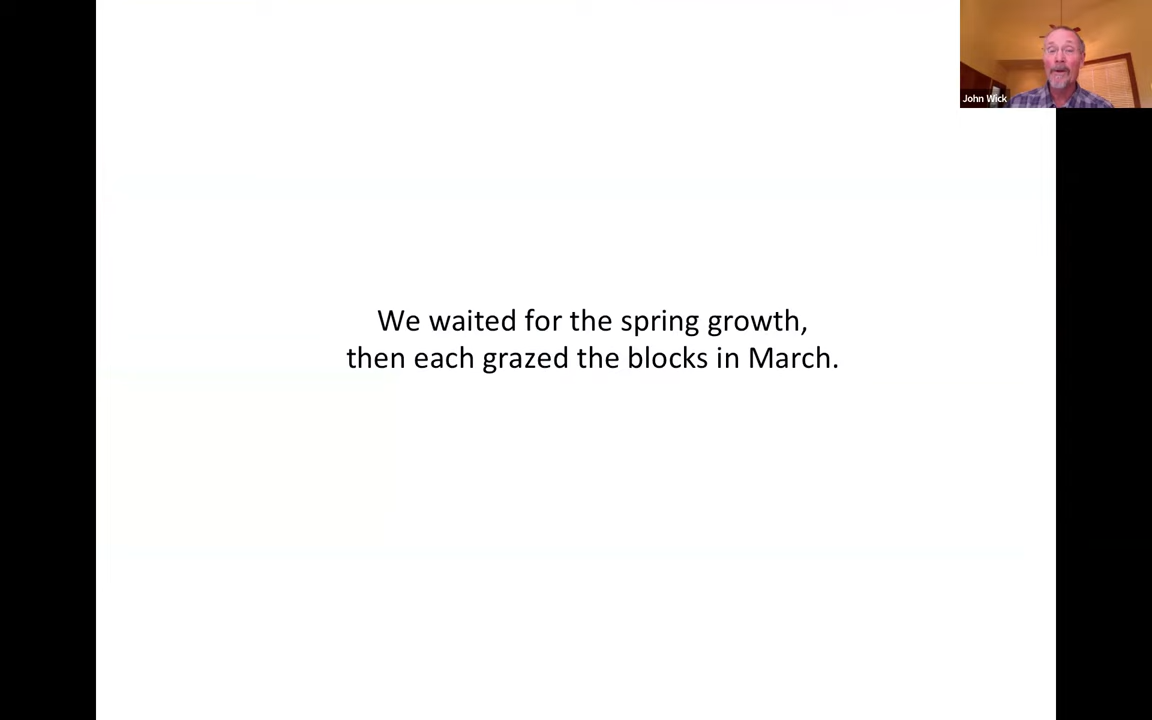 John Wick
We waited for the spring growth,
then each grazed the blocks in March.